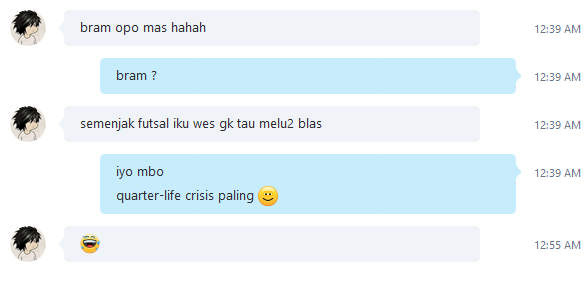 bram opo mas hahah
12:39 AM
bram ?
12:39 AM
semenjak futsal iku wes gk tau melu2 blas
12:39 AM
iyo mbo
12:39 AM
quarter-life crisis paling
12:55 AM